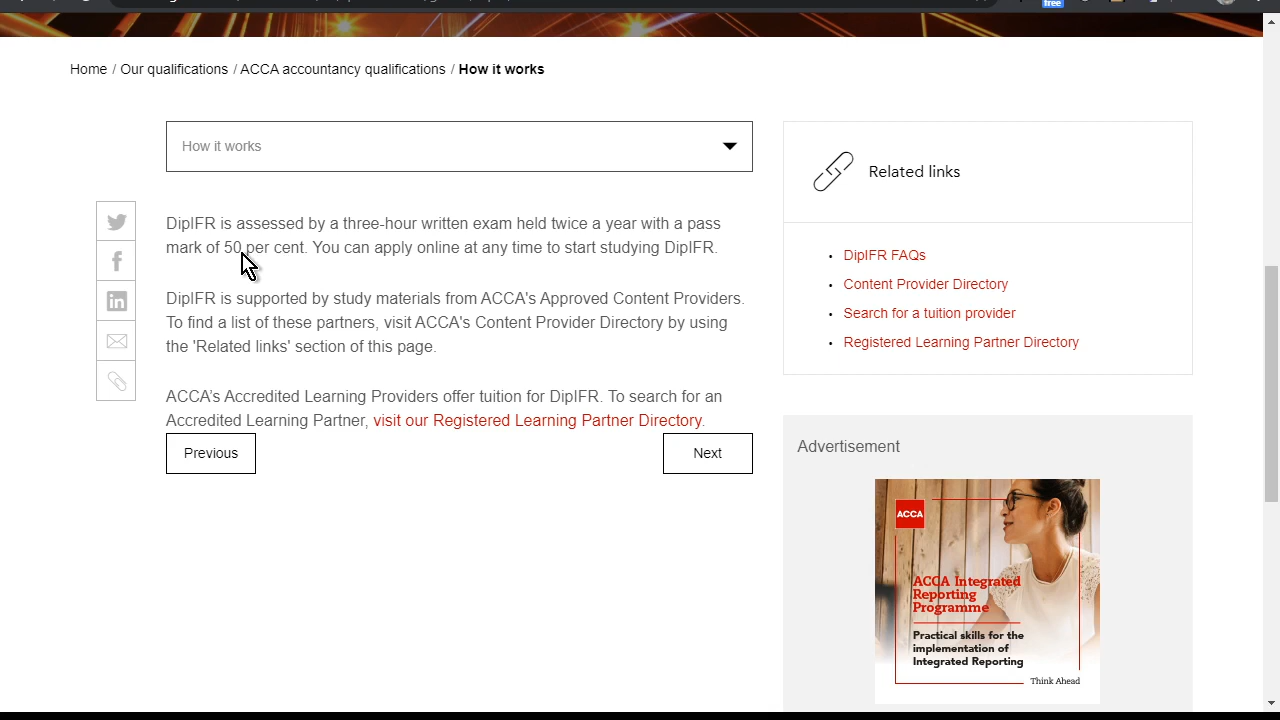 free
Home / Our qualifications / ACCA accountancy qualifications / How it works
How it works
DipIFR is assessed by a three-hour written exam held twice a year with a pass
mark of 50 per cent. You can apply online at any time to start studying DipIFR.
DipIFR is supported by study materials from ACCA's Approved Content Providers.
To find a list of these partners, visit ACCA's Content Provider Directory by using
the 'Related links' section of this page.
ACCA's Accredited Learning Providers offer tuition for DipIFR. To search for an
Accredited Learning Partner, visit our Registered Learning Partner Directory.
Previous
Next
Related links
• DipIFR FAQs
• Content Provider Directory
• Search for a tuition provider
• Registered Learning Partner Directory
Advertisement
ACCA
ACCA Integrated
Reporting
Programme
Practical skills for the
implementation of
Integrated Reporting
Think Ahead